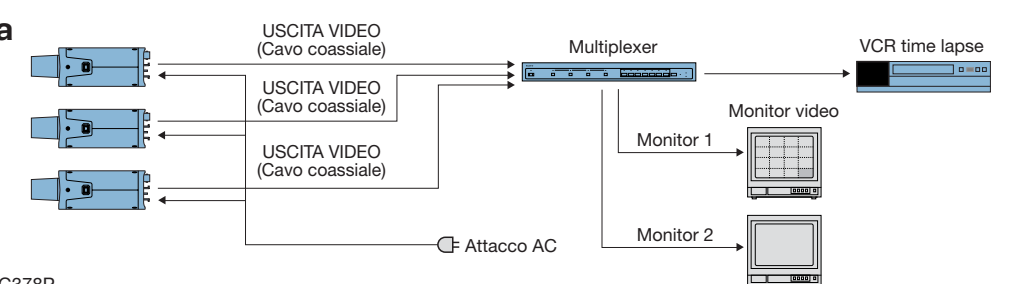 a
USCITA VIDEO
(Cavo coassiale)
Multiplexer
VCR time lapse
USCITA VIDEO
(Cavo coassiale)
Monitor video
Monitor 1
USCITA VIDEO
(Cavo coassiale)
Monitor 2
Attacco AC